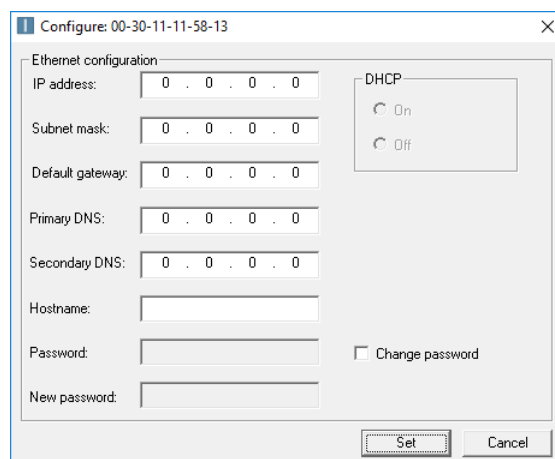 Configure: 00-30-11-11-58-13
Ethernet configuration
IP address: 0 . 0 . 0 . 0
DHCP
On
Off
Subnet mask: 0 . 0 . 0 . 0
Default gateway: 0 . 0 . 0 . 0
Primary DNS: 0 . 0 . 0 . 0
Secondary DNS: 0 . 0 . 0 . 0
Hostname:
Password:
Change password
New password:
Set
Cancel